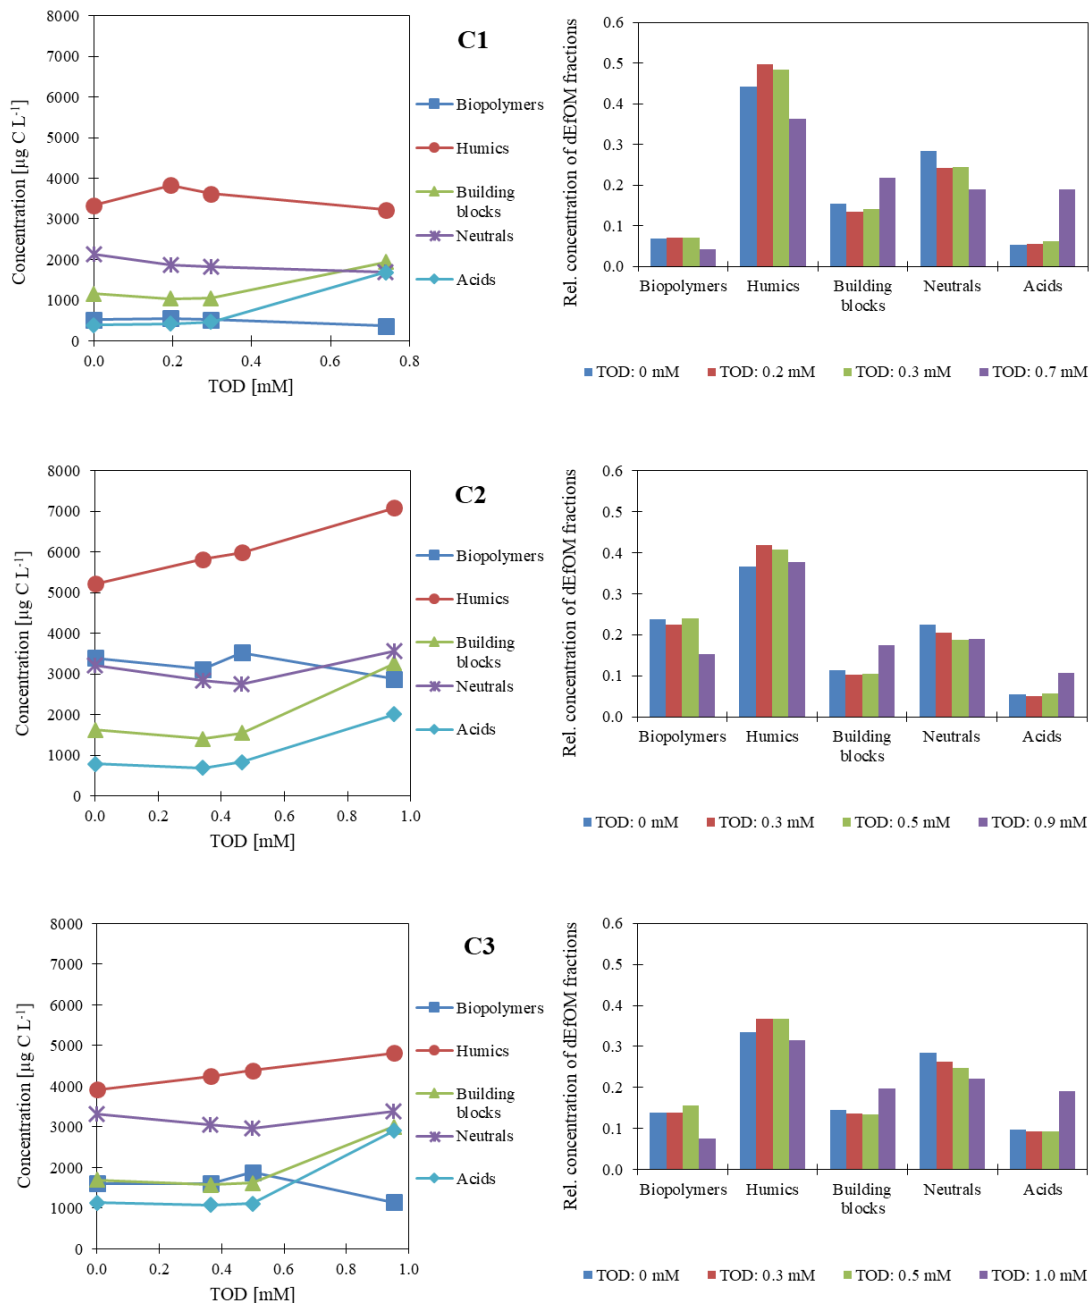 C1
Concentration [µg C L-1]
8000
7000
6000
5000
4000
3000
2000
1000
0
0.0 0.2 0.4 0.6 0.8
TOD [mM]
Biopolymers
Humics
Building
blocks
Neutrals
Acids
Rel. concentration of dEfOM fractions
0.6
0.5
0.4
0.3
0.2
0.1
0.0
Biopolymers Humics Building Neutrals Acids
blocks
TOD: 0 mM TOD: 0.2 mM TOD: 0.3 mM TOD: 0.7 mM
C2
Concentration [µg C L-1]
8000
7000
6000
5000
4000
3000
2000
1000
0
0.0 0.2 0.4 0.6 0.8 1.0
TOD [mM]
Biopolymers
Humics
Building
blocks
Neutrals
Acids
Rel. concentration of dEfOM fractions
0.6
0.5
0.4
0.3
0.2
0.1
0.0
Biopolymers Humics Building Neutrals Acids
blocks
TOD: 0 mM TOD: 0.3 mM TOD: 0.5 mM TOD: 0.9 mM
C3
Concentration [µg C L-1]
8000
7000
6000
5000
4000
3000
2000
1000
0
0.0 0.2 0.4 0.6 0.8 1.0
TOD [mM]
Biopolymers
Humics
Building
blocks
Neutrals
Acids
Rel. concentration of dEfOM fractions
0.6
0.5
0.4
0.3
0.2
0.1
0.0
Biopolymers Humics Building Neutrals Acids
blocks
TOD: 0 mM TOD: 0.3 mM TOD: 0.5 mM TOD: 1.0 mM